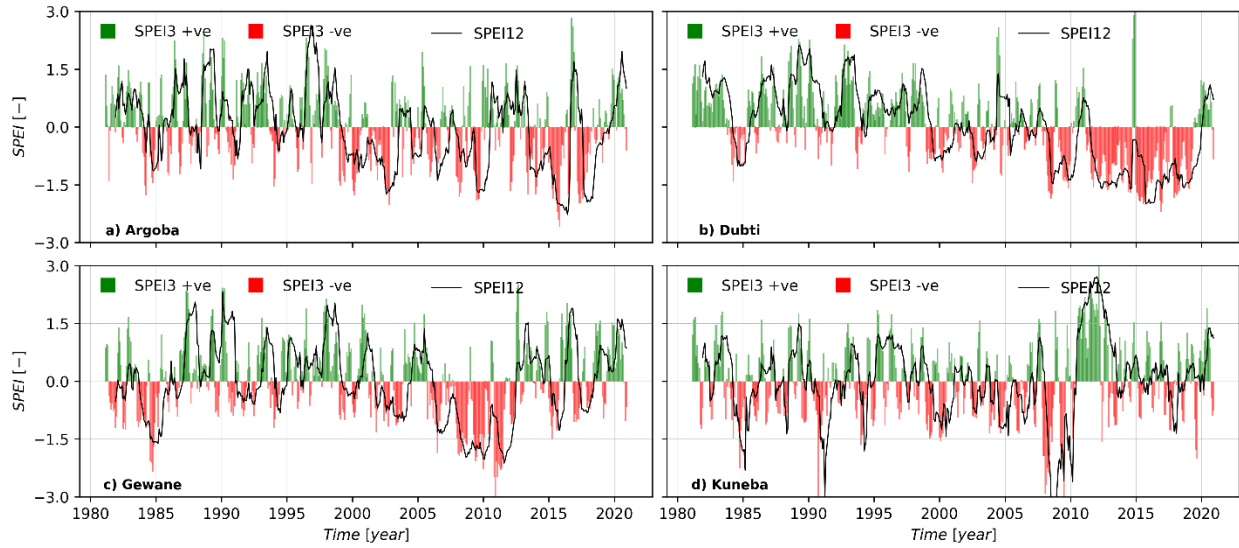 SPEI3 +ve SPEI3 -ve SPEI12
SPEI3 +ve SPEI3 -ve SPEI12
3.0
1.5
0.0
−1.5
−3.0
SPEI [−]
a) Argoba
b) Dubti
SPEI3 +ve SPEI3 -ve SPEI12
SPEI3 +ve SPEI3 -ve SPEI12
3.0
1.5
0.0
−1.5
−3.0
SPEI [−]
c) Gewane
d) Kuneba
1980 1985 1990 1995 2000 2005 2010 2015 2020
1980 1985 1990 1995 2000 2005 2010 2015 2020
Time [year]
Time [year]